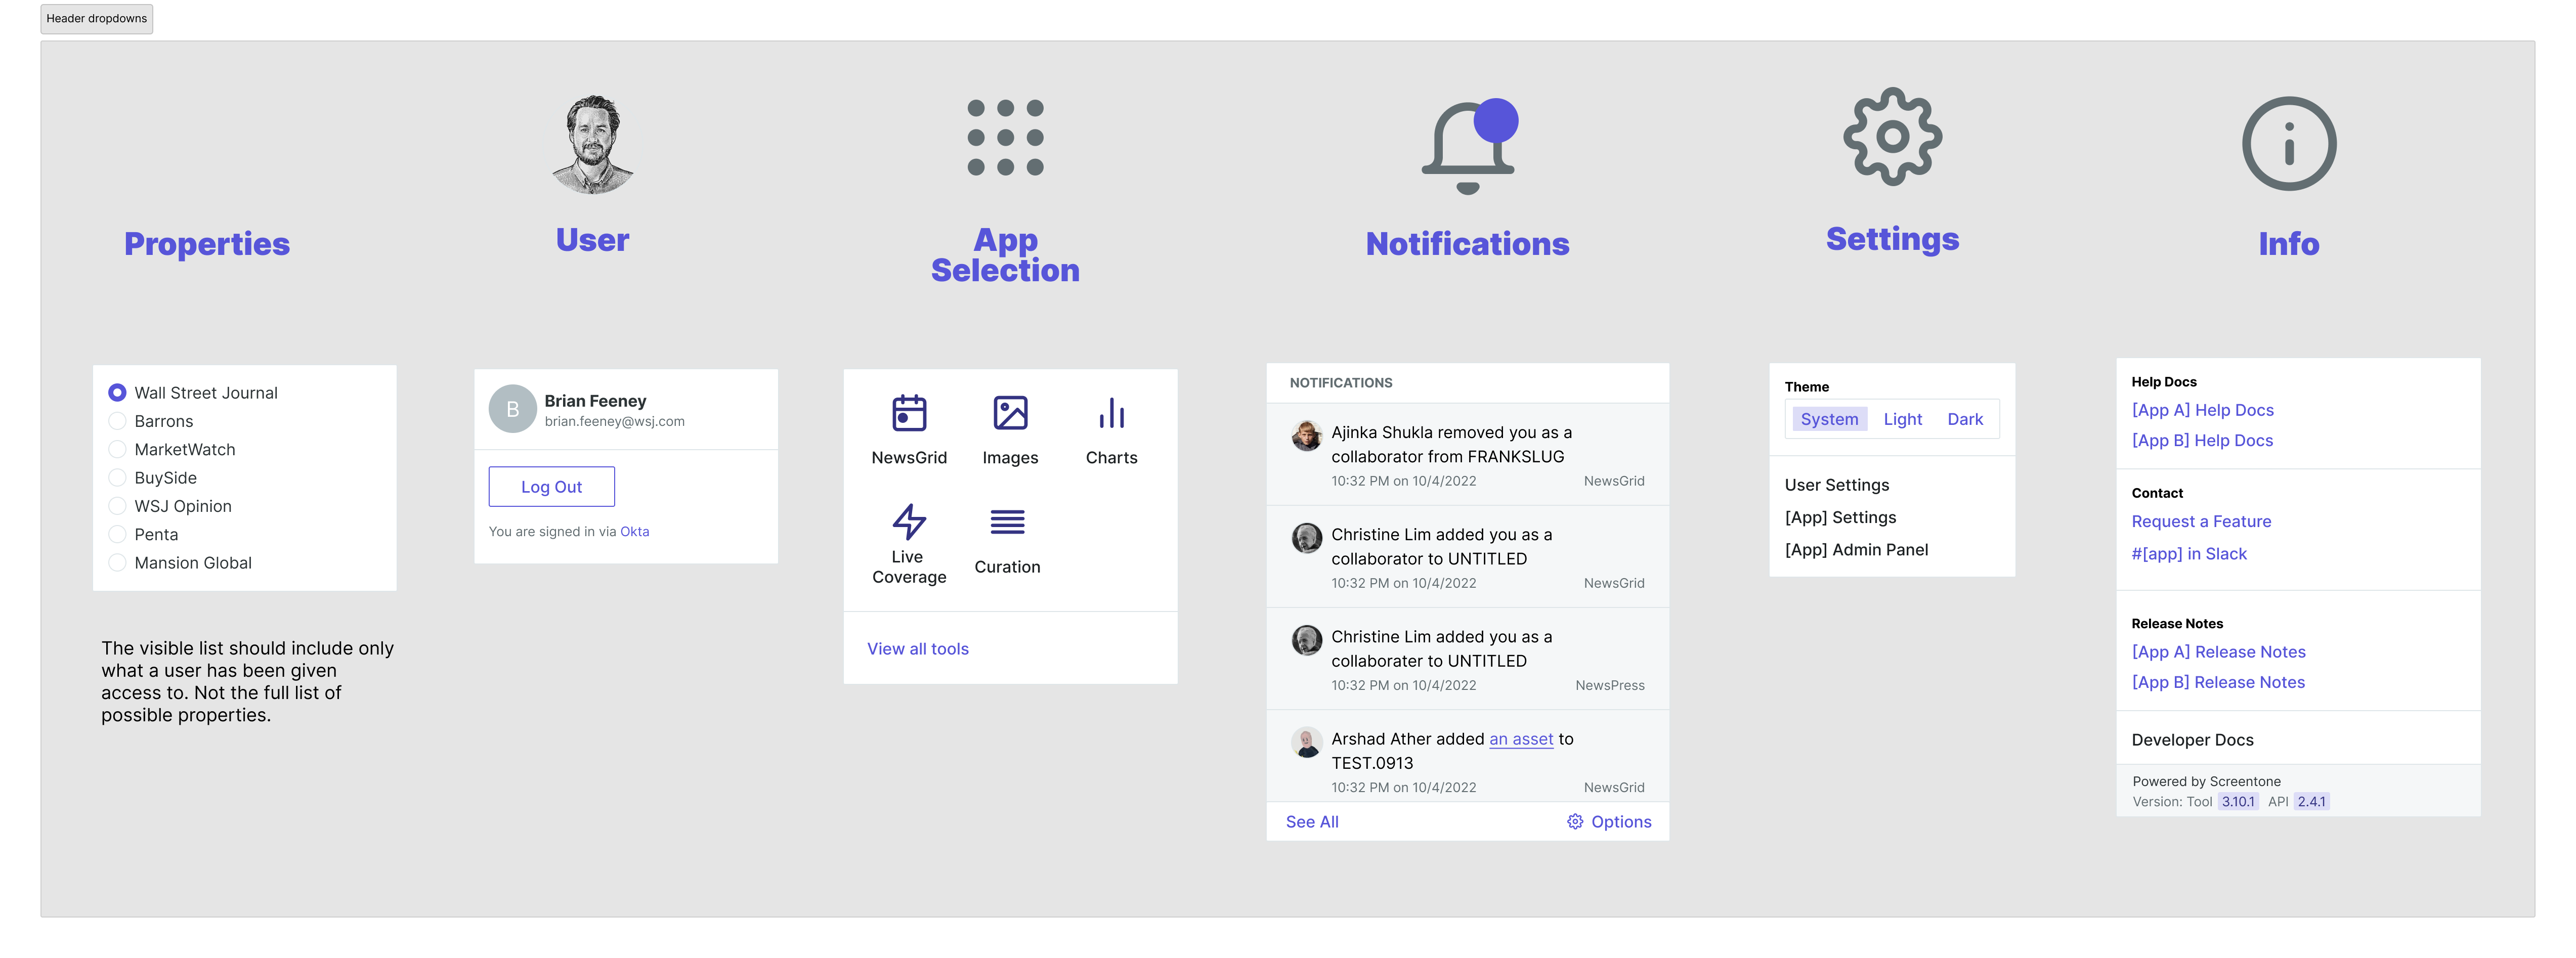 Header dropdowns
Properties
Wall Street Journal
Barrons
MarketWatch
BuySide
WSJ Opinion
Penta
Mansion Global
The visible list should include only
what a user has been given
access to. Not the full list of
possible properties.
User
B
Brian Feeney
brian.feeney@wsj.com
Log Out
You are signed in via Okta
App
Selection
NewsGrid
Images
Charts
Live
Coverage
Curation
View all tools
Notifications
NOTIFICATIONS
Ajinka Shukla removed you as a
collaborator from FRANKSLUG
10:32 PM on 10/4/2022 NewsGrid
Christine Lim added you as a
collaborator to UNTITLED
10:32 PM on 10/4/2022 NewsGrid
Christine Lim added you as a
collaborater to UNTITLED
10:32 PM on 10/4/2022 NewsPress
Arshad Ather added an asset to
TEST.0913
10:32 PM on 10/4/2022 NewsGrid
See All Options
Settings
Theme
System Light Dark
User Settings
[App] Settings
[App] Admin Panel
Info
Help Docs
[App A] Help Docs
[App B] Help Docs
Contact
Request a Feature
#[app] in Slack
Release Notes
[App A] Release Notes
[App B] Release Notes
Developer Docs
Powered by Screentone
Version: Tool 3.10.1 API 2.4.1